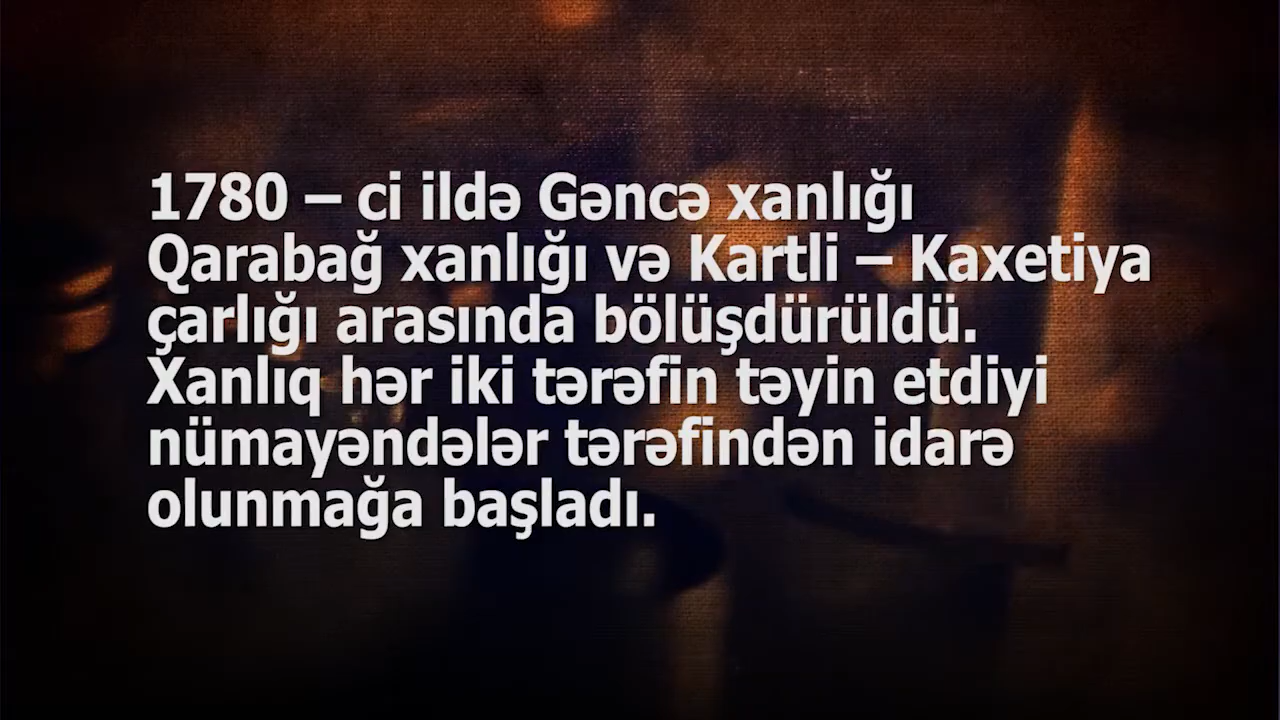 1780 – ci ildə Gəncə xanlığı
Qarabağ xanlığı və Kartli – Kaxetiya
çarlığı arasında bölüşdürüldü.
Xanlıq hər iki tərəfin təyin etdiyi
nümayəndələr tərəfindən idarə
olunmağa başladı.